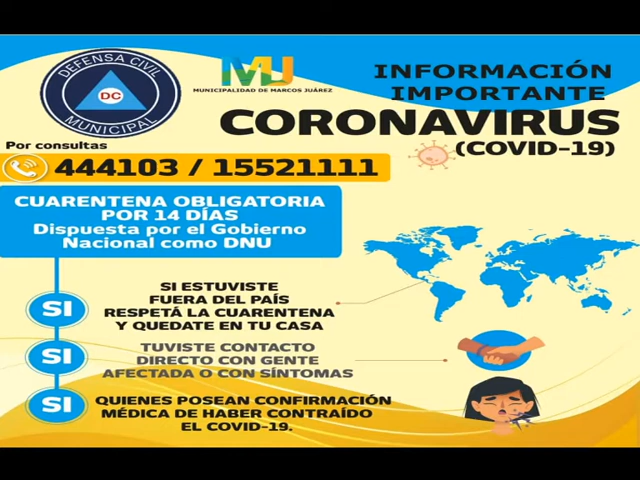 DEFENSA CIVIL
DC
MUNICIPAL
MJ
MUNICIPALIDAD DE MARCOS JUÁREZ
INFORMACIÓN
IMPORTANTE
CORONAVIRUS
(COVID-19)
Por consultas
444103 / 15521111
CUARENTENA OBLIGATORIA
POR 14 DÍAS
Dispuesta por el Gobierno
Nacional como DNU
SI
SI ESTUVISTE
FUERA DEL PAÍS
RESPETÁ LA CUARENTENA
Y QUEDATE EN TU CASA
SI
TUVISTE CONTACTO
DIRECTO CON GENTE
AFECTADA O CON SÍNTOMAS
SI
QUIENES POSEAN CONFIRMACIÓN
MÉDICA DE HABER CONTRAÍDO
EL COVID-19.